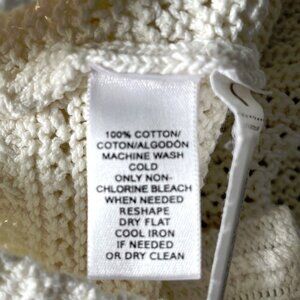 100% COTTON/
COTON/ALGODÓN
MACHINE WASH
COLD
ONLY NON-
CHLORINE BLEACH
WHEN NEEDED
RESHAPE
DRY FLAT
COOL IRON
IF NEEDED
OR DRY CLEAN